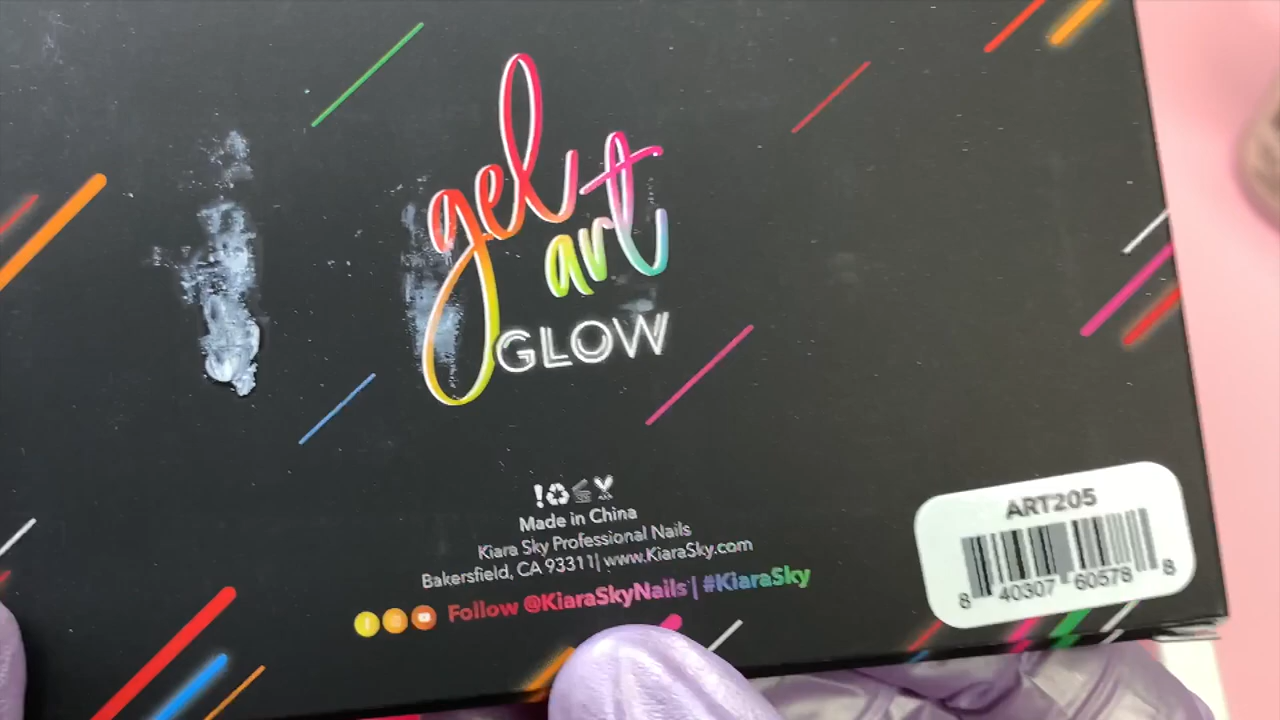 gel
art
GLOW
Made in China
Kiara Sky Professional Nails
Bakersfield, CA 93311| www.KiaraSky.com
Follow @KiaraSkyNails | #KiaraSky
ART205
8 40307 60578 8